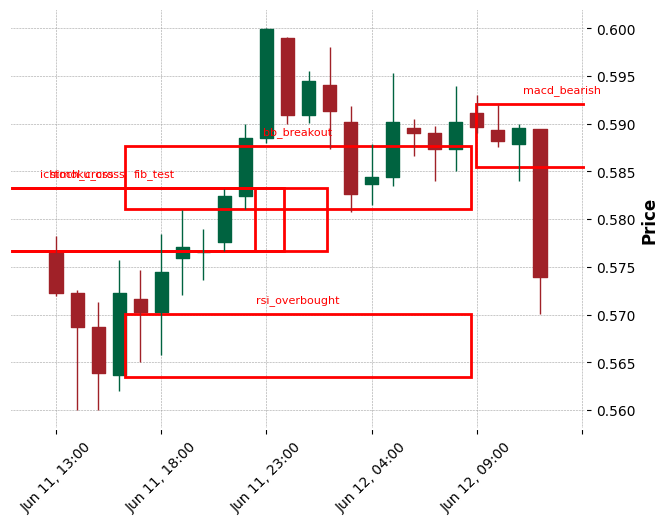 0.600
0.595
macd_bearish
0.590
bb_breakout
0.585
fib_test
0.580
Price
0.575
0.570
rsi_overbought
0.565
0.560
Jun 11, 13:00
Jun 11, 18:00
Jun 11, 23:00
Jun 12, 04:00
Jun 12, 09:00